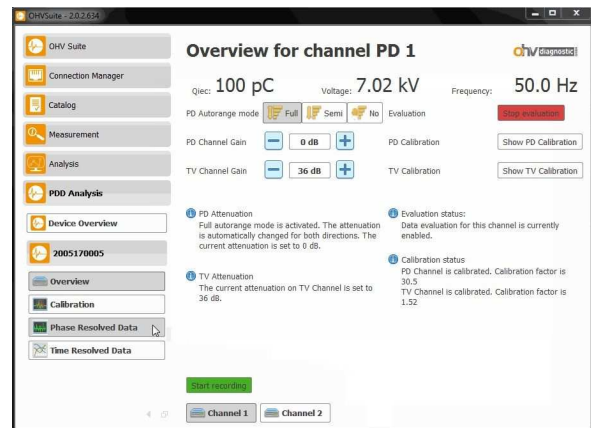 OHVSuite - 2.0.2.634
OHV Suite
Connection Manager
Catalog
Measurement
Analysis
PDD Analysis
Device Overview
2005170005
Overview
Calibration
Phase Resolved Data
Time Resolved Data
Overview for channel PD 1
ohv diagnostic
Qiec: 100 pC Voltage: 7.02 kV Frequency: 50.0 Hz
PD Autorange mode Full Semi No Evaluation Stop evaluation
PD Channel Gain 0 dB PD Calibration Show PD Calibration
TV Channel Gain 36 dB TV Calibration Show TV Calibration
PD Attenuation
Full autorange mode is activated. The attenuation
is automatically changed for both directions. The
current attenuation is set to 0 dB.
TV Attenuation
The current attenuation on TV Channel is set to
36 dB.
Evaluation status:
Data evaluation for this channel is currently
enabled.
Calibration status
PD Channel is calibrated. Calibration factor is
30.5
TV Channel is calibrated. Calibration factor is
1.52
Start recording
Channel 1 Channel 2